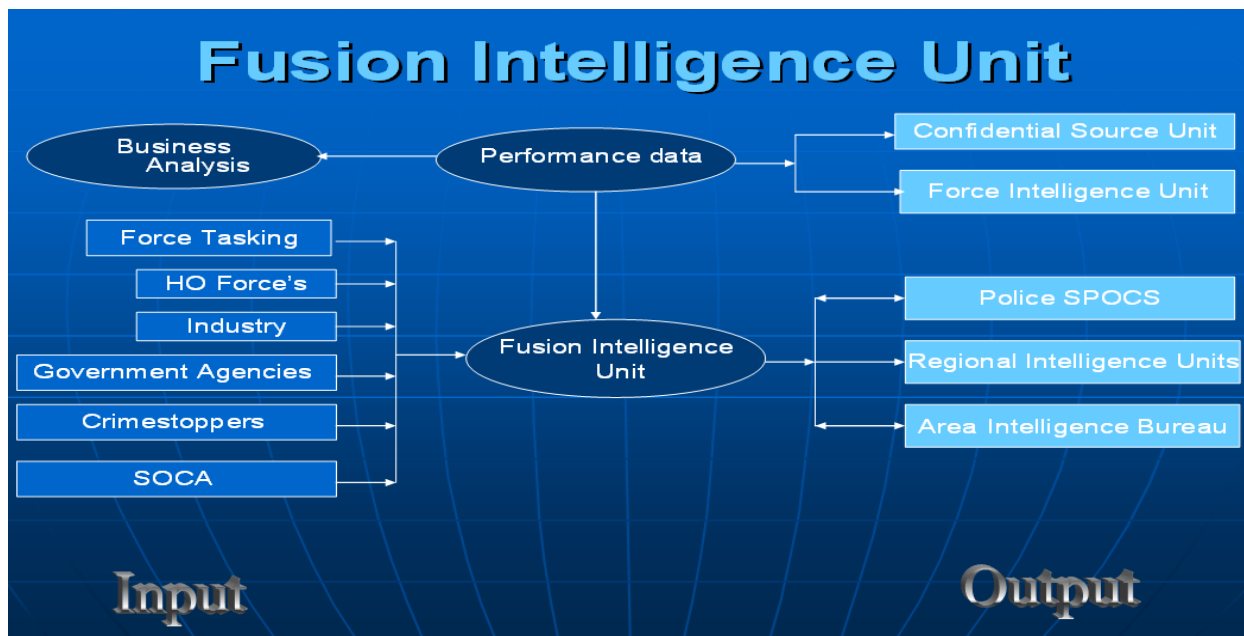 Fusion Intelligence Unit
Business
Analysis
Performance data
Confidential Source Unit
Force Intelligence Unit
Force Tasking
HO Force's
Industry
Government Agencies
Crimestoppers
SOCA
Fusion Intelligence
Unit
Police SPOCS
Regional Intelligence Units
Area Intelligence Bureau
Input
Output